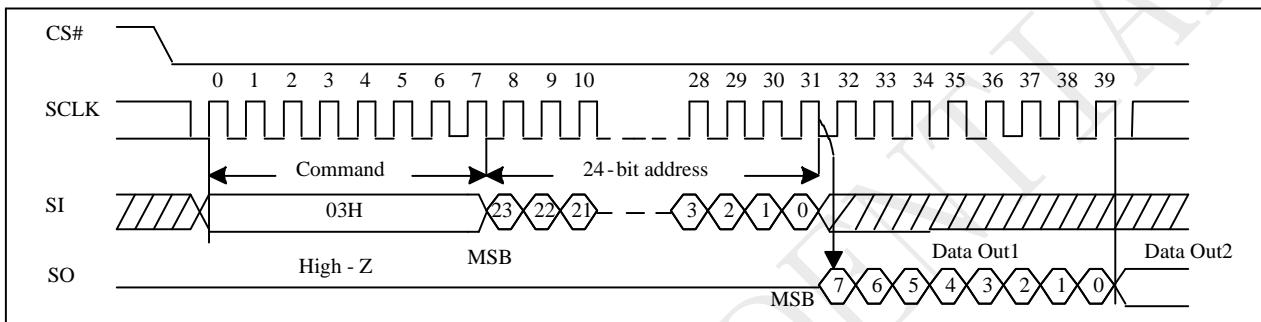 CS#
0 1 2 3 4 5 6 7 8 9 10 28 29 30 31 32 33 34 35 36 37 38 39
SCLK
Command 24-bit address
SI 03H 23 22 21 3 2 1 0
MSB Data Out1 Data Out2
High - Z
SO
MSB 7 6 5 4 3 2 1 0